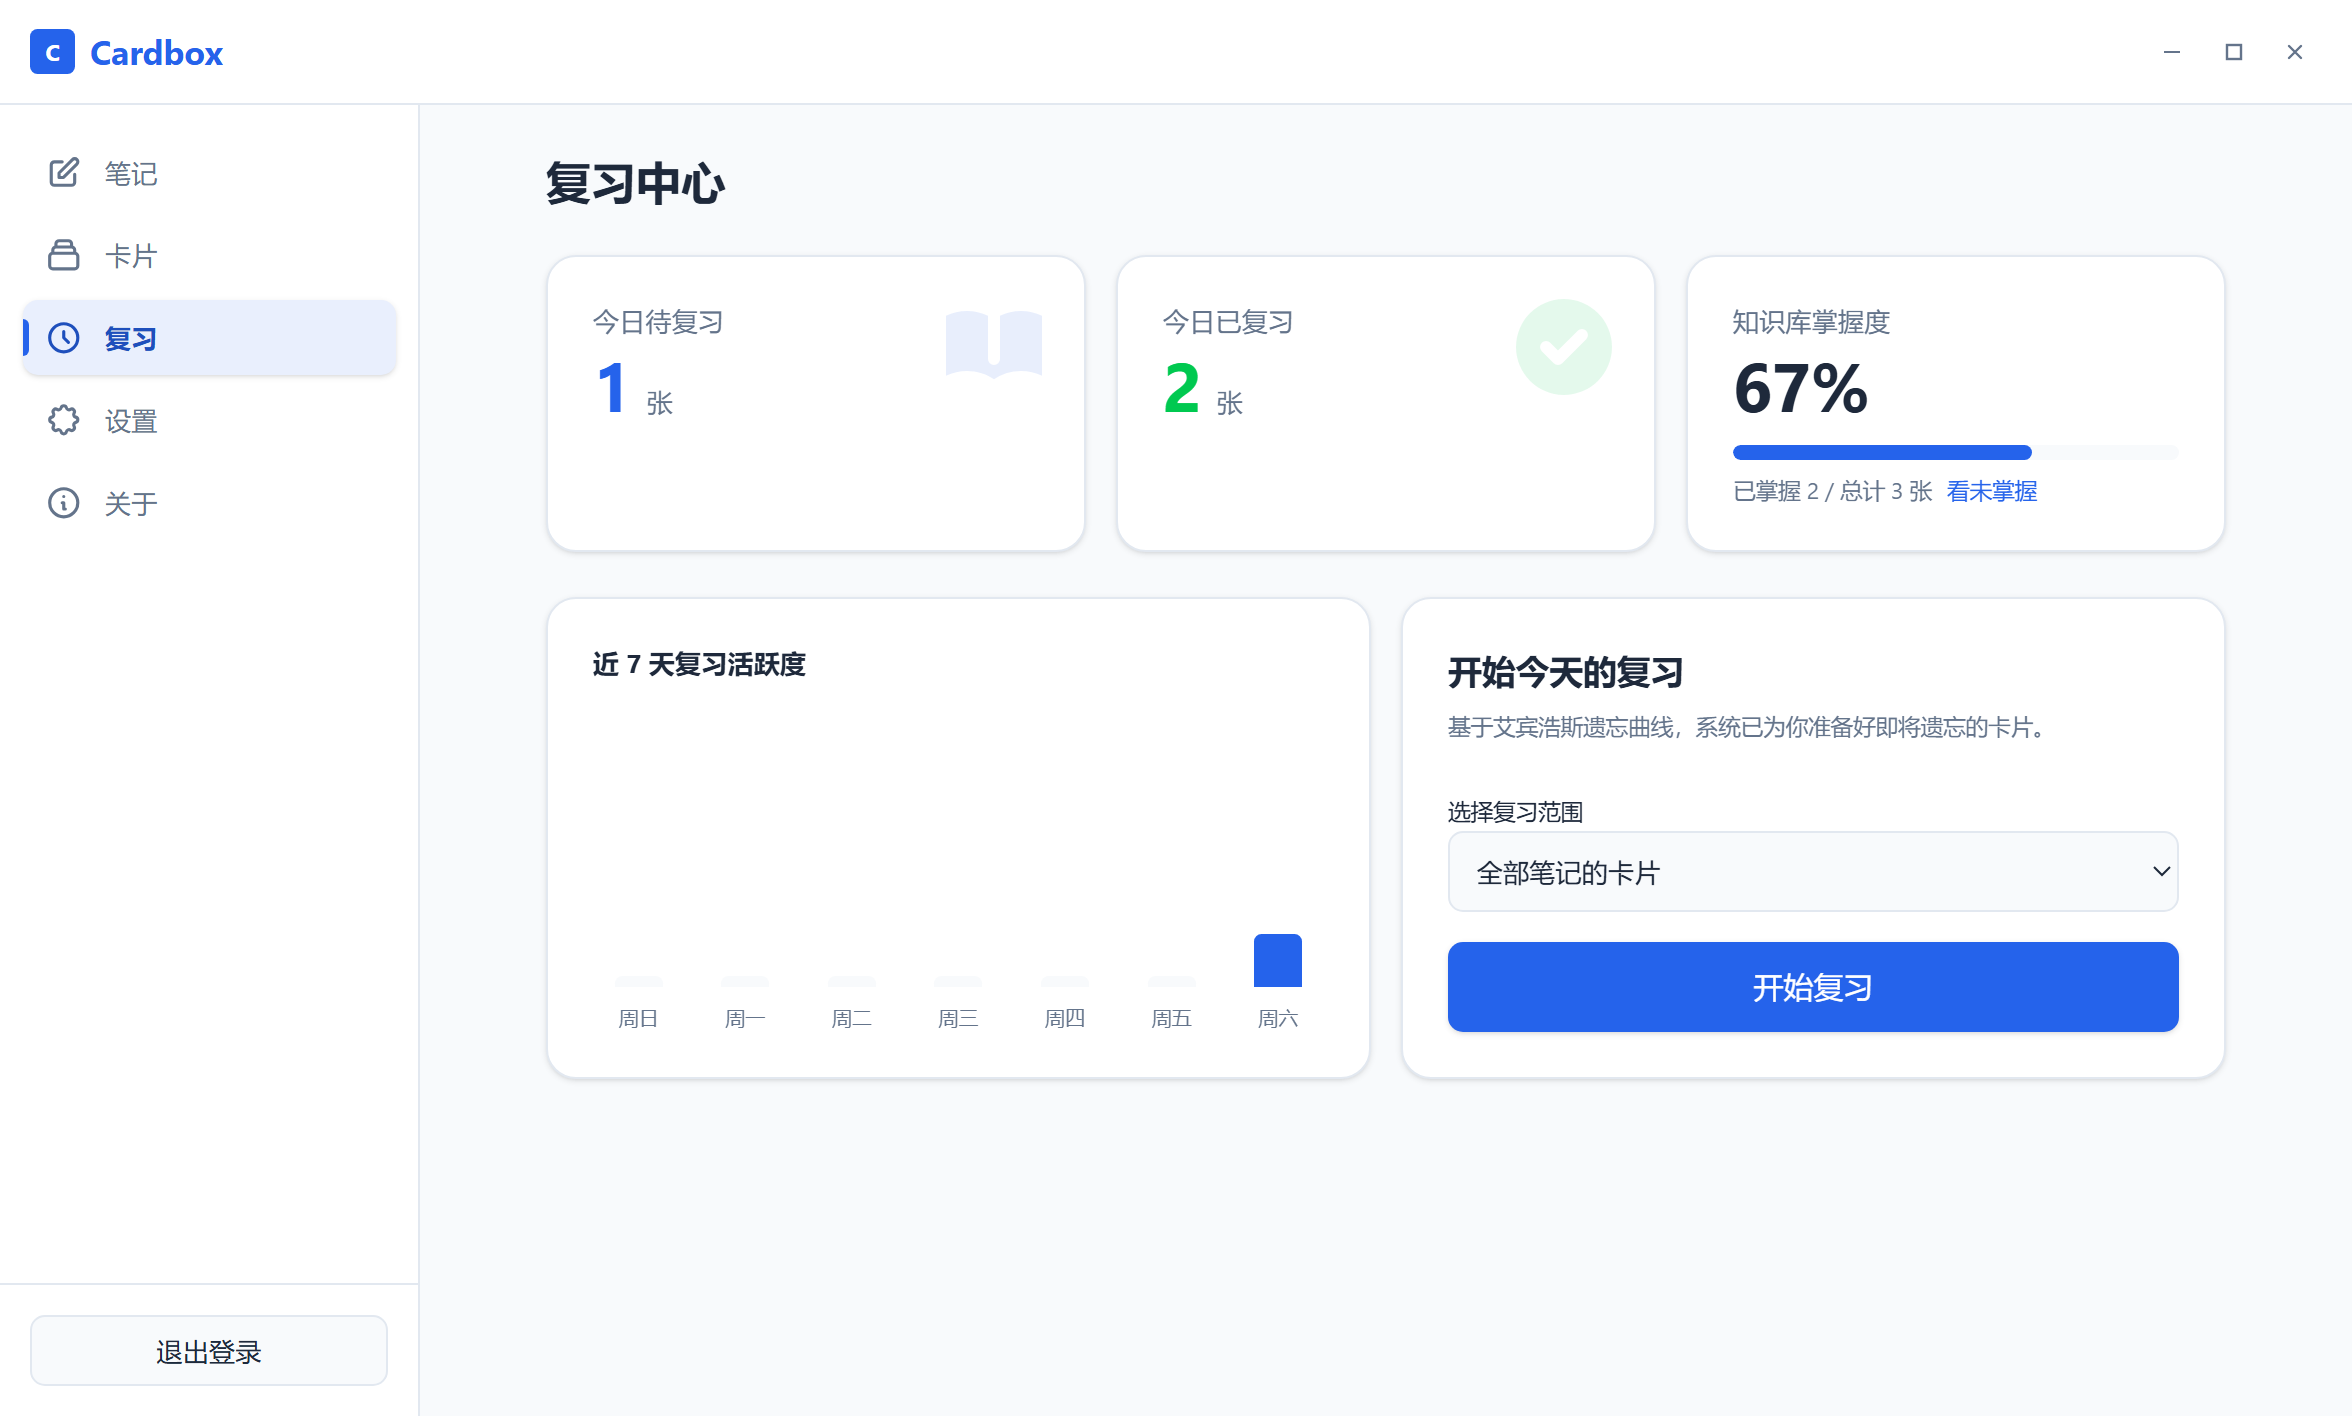 C Cardbox
笔记
卡片
复习
设置
关于
退出登录
复习中心
今日待复习
1 张
今日已复习
2 张
知识库掌握度
67%
已掌握 2 / 总计 3 张 看未掌握
近 7 天复习活跃度
周日 周一 周二 周三 周四 周五 周六
开始今天的复习
基于艾宾浩斯遗忘曲线，系统已为你准备好即将遗忘的卡片。
选择复习范围
全部笔记的卡片
开始复习